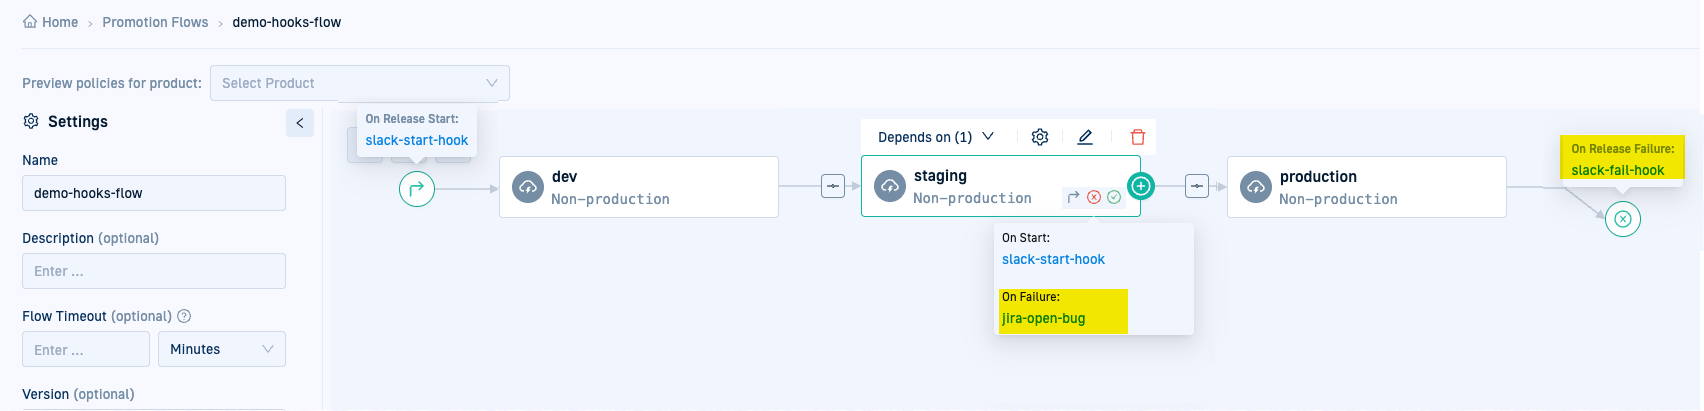 Home › Promotion Flows › demo-hooks-flow
Preview policies for product: Select Product
Settings
Name
demo-hooks-flow
Description (optional)
Enter ...
Flow Timeout (optional)
Enter ... Minutes
Version (optional)
On Release Start:
slack-start-hook
dev
Non-production
Depends on (1)
staging
Non-production
On Start:
slack-start-hook
On Failure:
jira-open-bug
production
Non-production
On Release Failure:
slack-fail-hook